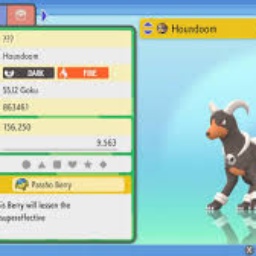 ???
Houndoom
Houndoom
DARK
FIRE
SSJ2 Goku
863461
156,250
9,563
Passho Berry
is Berry will lessen the
supereffective